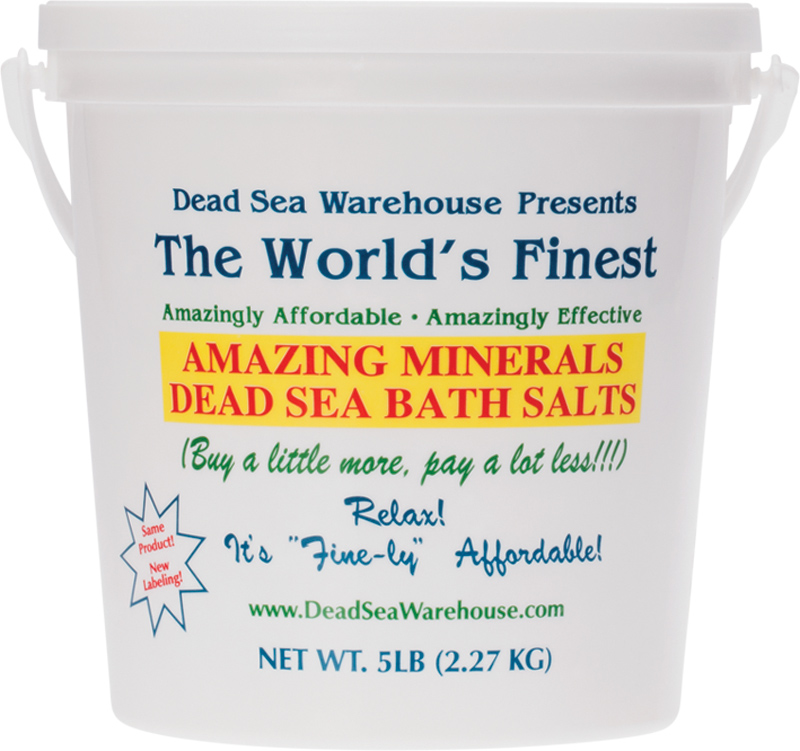 Dead Sea Warehouse Presents
The World's Finest
Amazingly Affordable • Amazingly Effective
AMAZING MINERALS
DEAD SEA BATH SALTS
(Buy a little more, pay a lot less!!!)
Relax!
It's "Fine-ly" Affordable!
Same
Product!
New
Labeling!
www.DeadSeaWarehouse.com
NET WT. 5LB (2.27 KG)